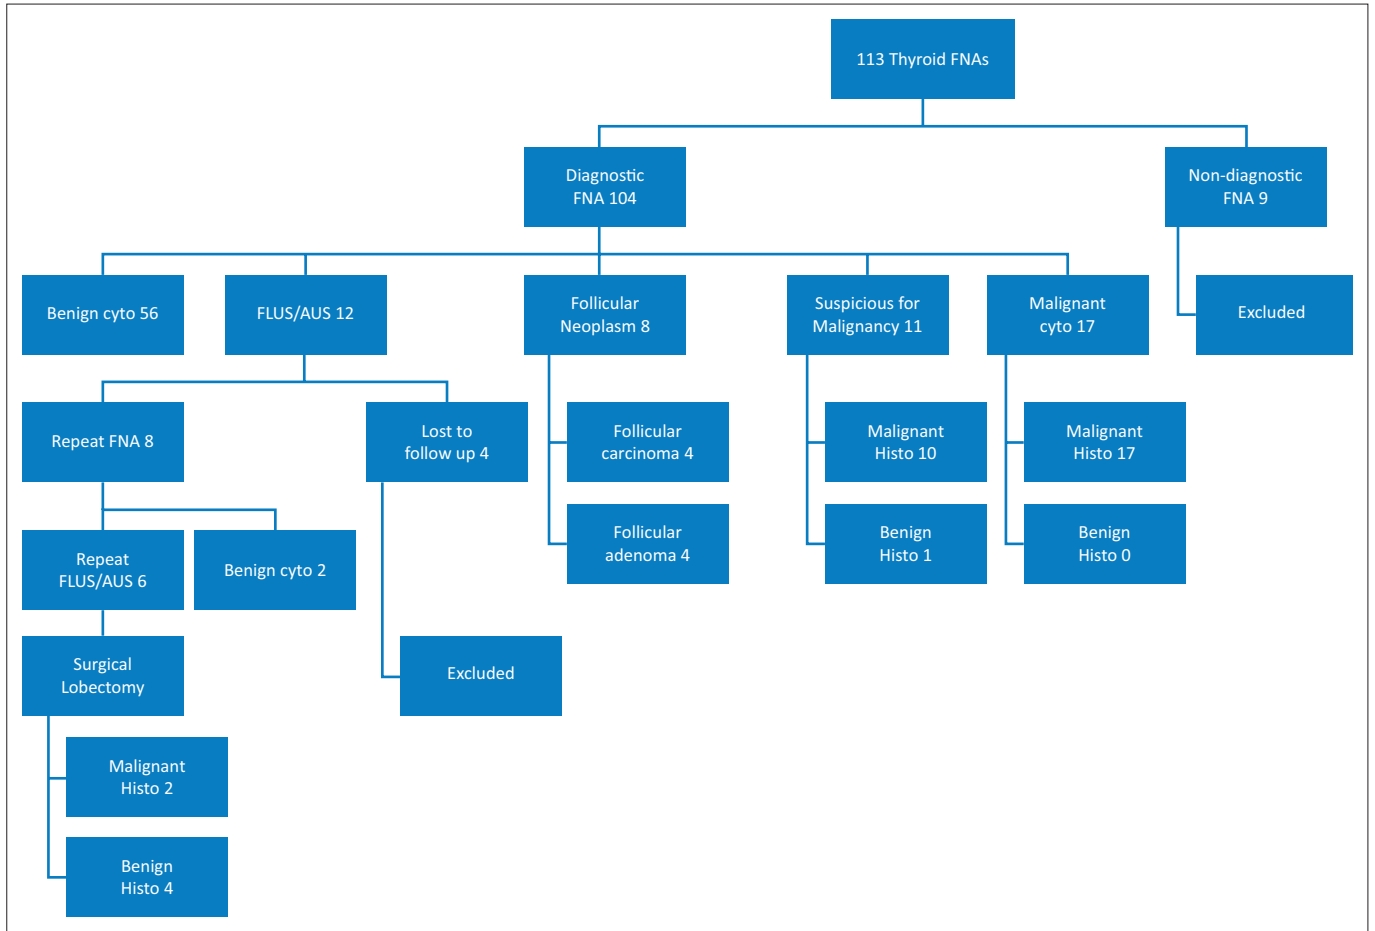 113 Thyroid FNAs
Diagnostic
FNA 104
Non-diagnostic
FNA 9
Benign cyto 56
FLUS/AUS 12
Follicular
Neoplasm 8
Suspicious for
Malignancy 11
Malignant
cyto 17
Excluded
Repeat FNA 8
Lost to
follow up 4
Follicular
carcinoma 4
Malignant
Histo 10
Malignant
Histo 17
Repeat
FLUS/AUS 6
Benign cyto 2
Follicular
adenoma 4
Benign
Histo 1
Benign
Histo 0
Surgical
Lobectomy
Excluded
Malignant
Histo 2
Benign
Histo 4